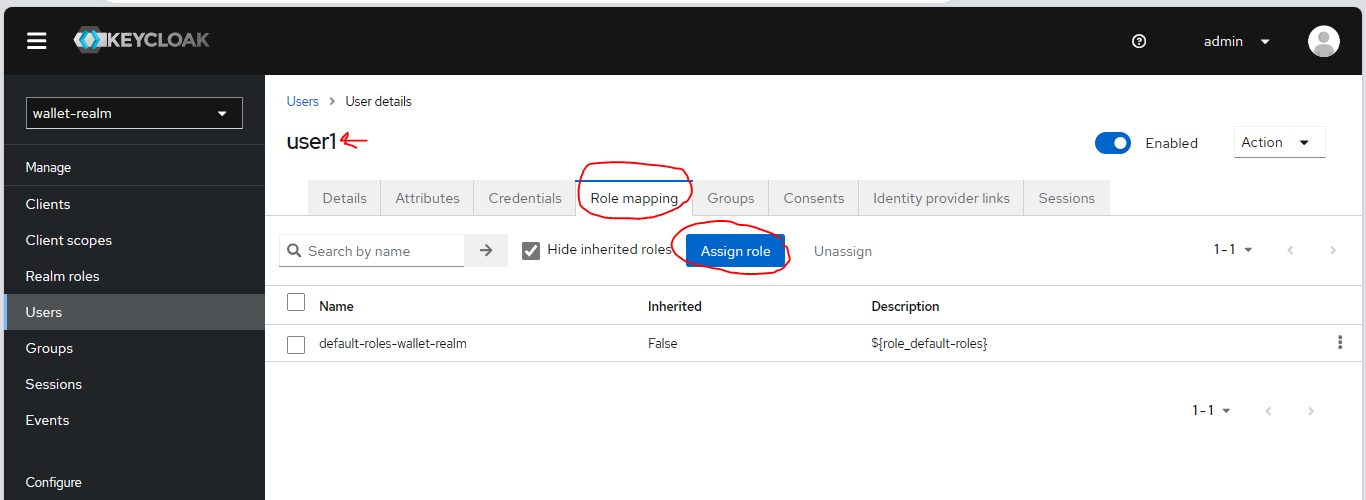 KEYCLOAK
admin
wallet-realm
Manage
Clients
Client scopes
Realm roles
Users
Groups
Sessions
Events
Configure
Users > User details
user1
Enabled
Action
Details Attributes Credentials Role mapping Groups Consents Identity provider links Sessions
Search by name Hide inherited roles Assign role Unassign 1-1
Name Inherited Description
default-roles-wallet-realm False ${role_default-roles}
1-1